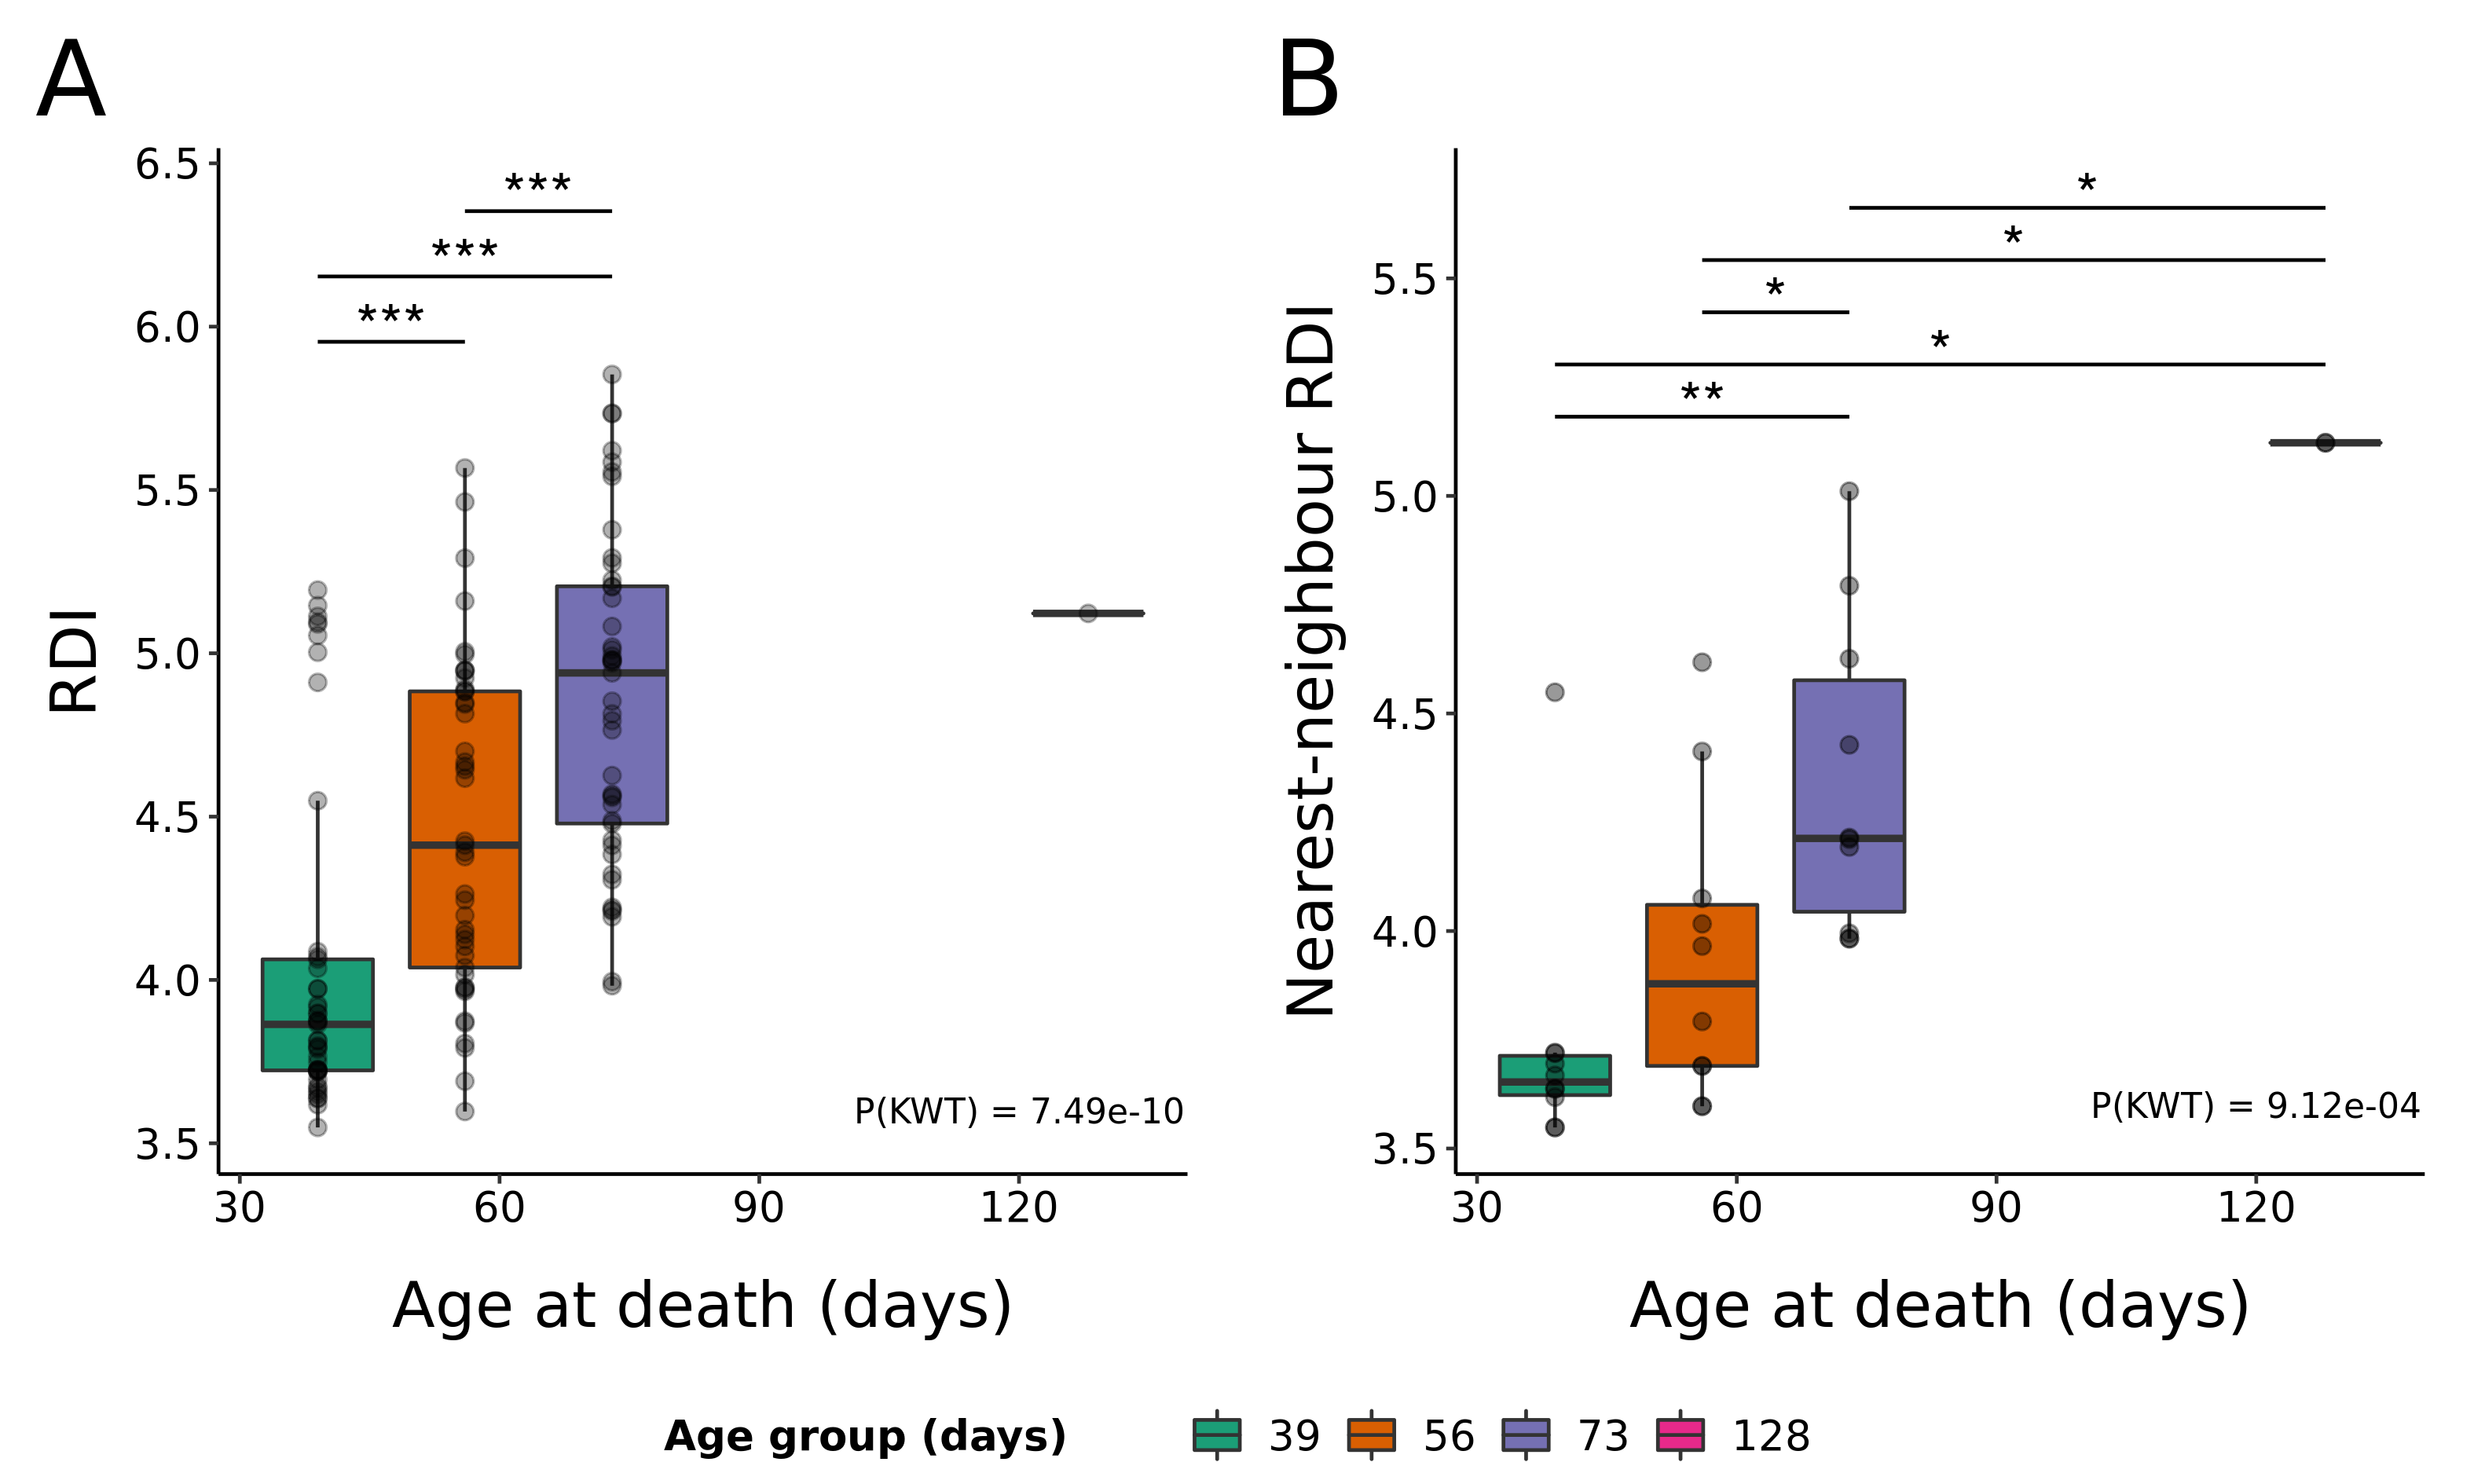 A
6.5
6.0
5.5
5.0
4.5
4.0
3.5
RDI
***
***
***
P(KWT) = 7.49e-10
30 60 90 120
Age at death (days)
B
5.5
5.0
4.5
4.0
3.5
Nearest-neighbour RDI
*
*
*
*
**
P(KWT) = 9.12e-04
30 60 90 120
Age at death (days)
Age group (days) 39 56 73 128